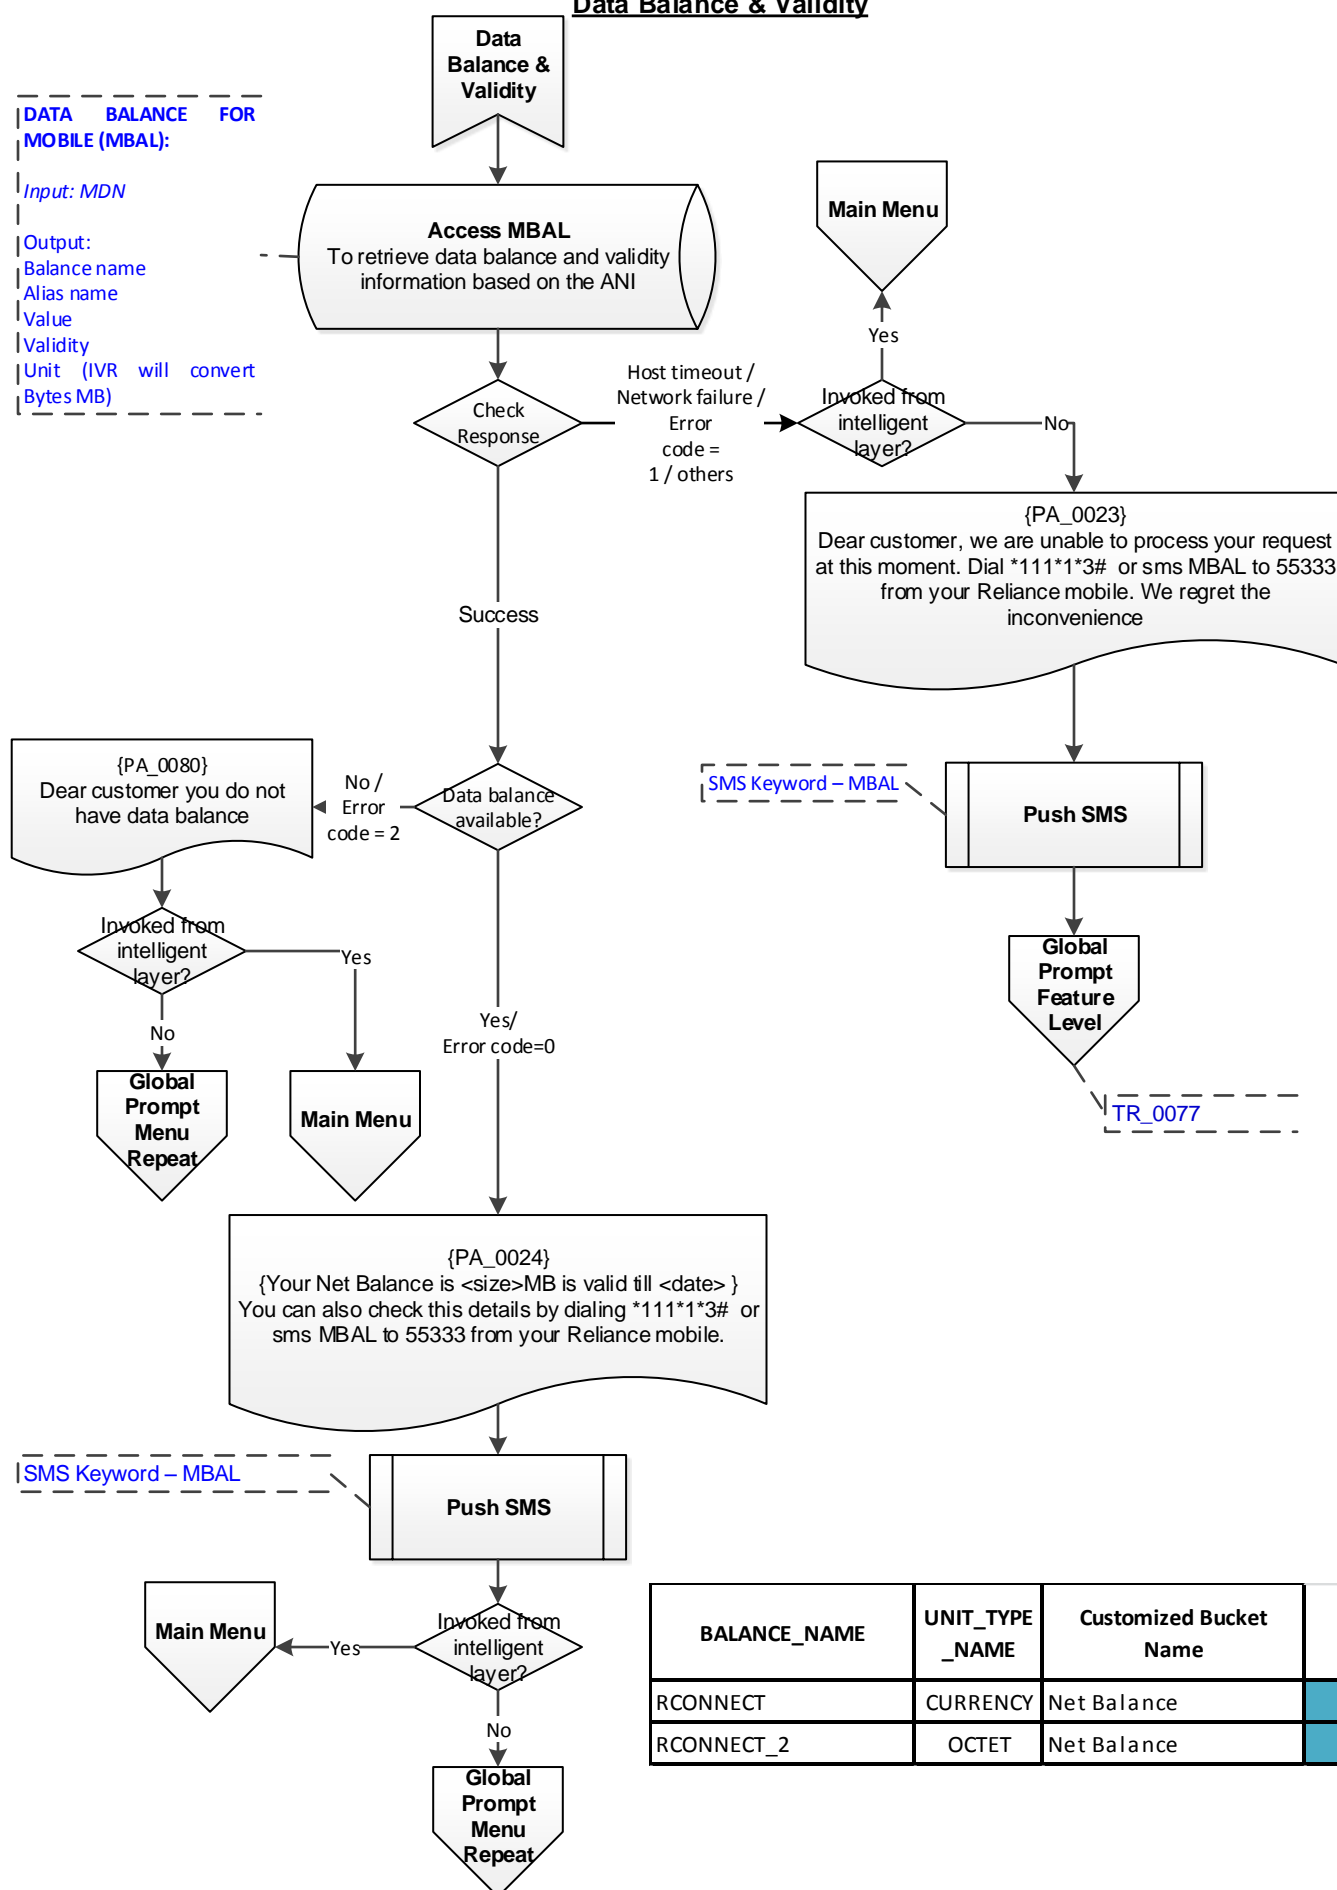 Data Balance & Validity
Data
Balance &
Validity
DATA BALANCE FOR
MOBILE (MBAL):
Input: MDN
Output:
Balance name
Alias name
Value
Validity
Unit (IVR will convert
Bytes MB)
Access MBAL
To retrieve data balance and validity
information based on the ANI
Main Menu
Yes
Check
Response
Host timeout /
Network failure /
Error
code =
1 / others
Invoked from
intelligent
layer?
No
{PA_0023}
Dear customer, we are unable to process your request
at this moment. Dial *111*1*3# or sms MBAL to 55333
from your Reliance mobile. We regret the
inconvenience
Success
{PA_0080}
Dear customer you do not
have data balance
No /
Error
code = 2
Data balance
available?
SMS Keyword – MBAL
Push SMS
Invoked from
intelligent
layer?
Yes
No
Global
Prompt
Menu
Repeat
Main Menu
Yes/
Error code=0
Global
Prompt
Feature
Level
TR_0077
{PA_0024}
{Your Net Balance is <size>MB is valid till <date> }
You can also check this details by dialing *111*1*3# or
sms MBAL to 55333 from your Reliance mobile.
SMS Keyword – MBAL
Push SMS
Main Menu
Yes
Invoked from
intelligent
layer?
No
Global
Prompt
Menu
Repeat
BALANCE_NAME UNIT_TYPE_NAME Customized Bucket Name
RCONNECT CURRENCY Net Balance
RCONNECT_2 OCTET Net Balance